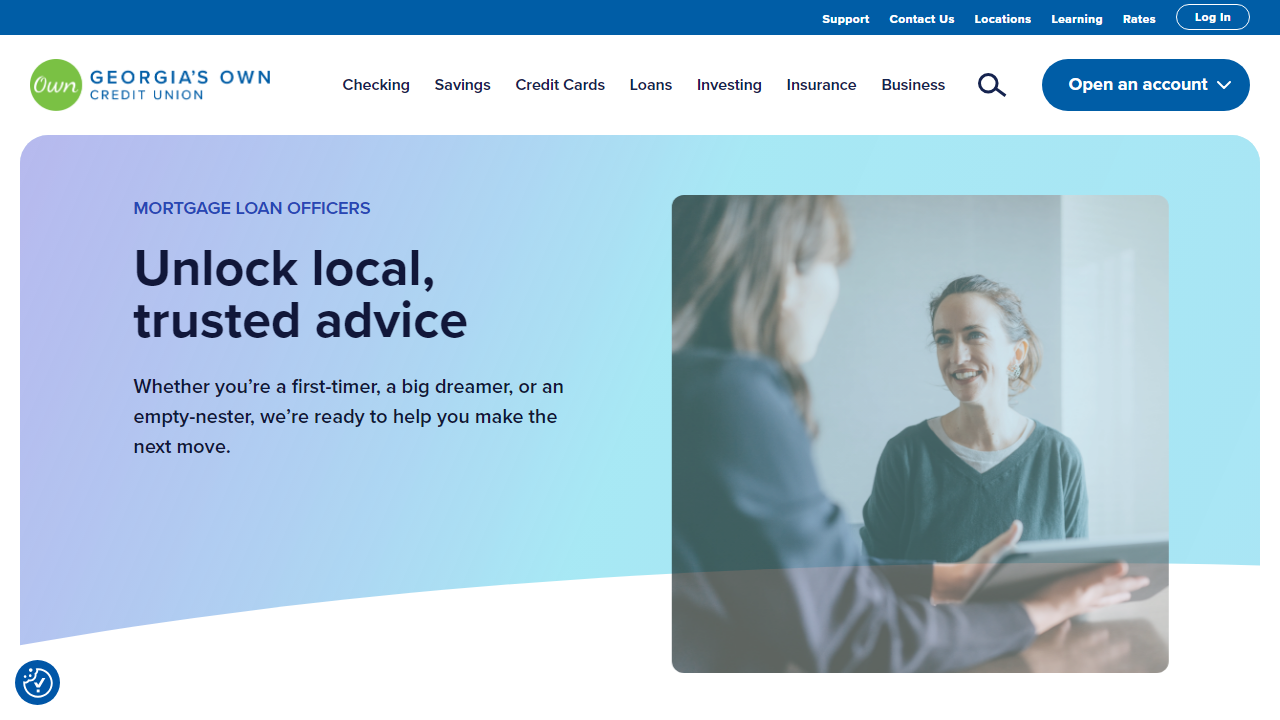 Support Contact Us Locations Learning Rates Log In
Own GEORGIA'S OWN
CREDIT UNION
Checking Savings Credit Cards Loans Investing Insurance Business Open an account
MORTGAGE LOAN OFFICERS
Unlock local,
trusted advice
Whether you’re a first-timer, a big dreamer, or an
empty-nester, we’re ready to help you make the
next move.